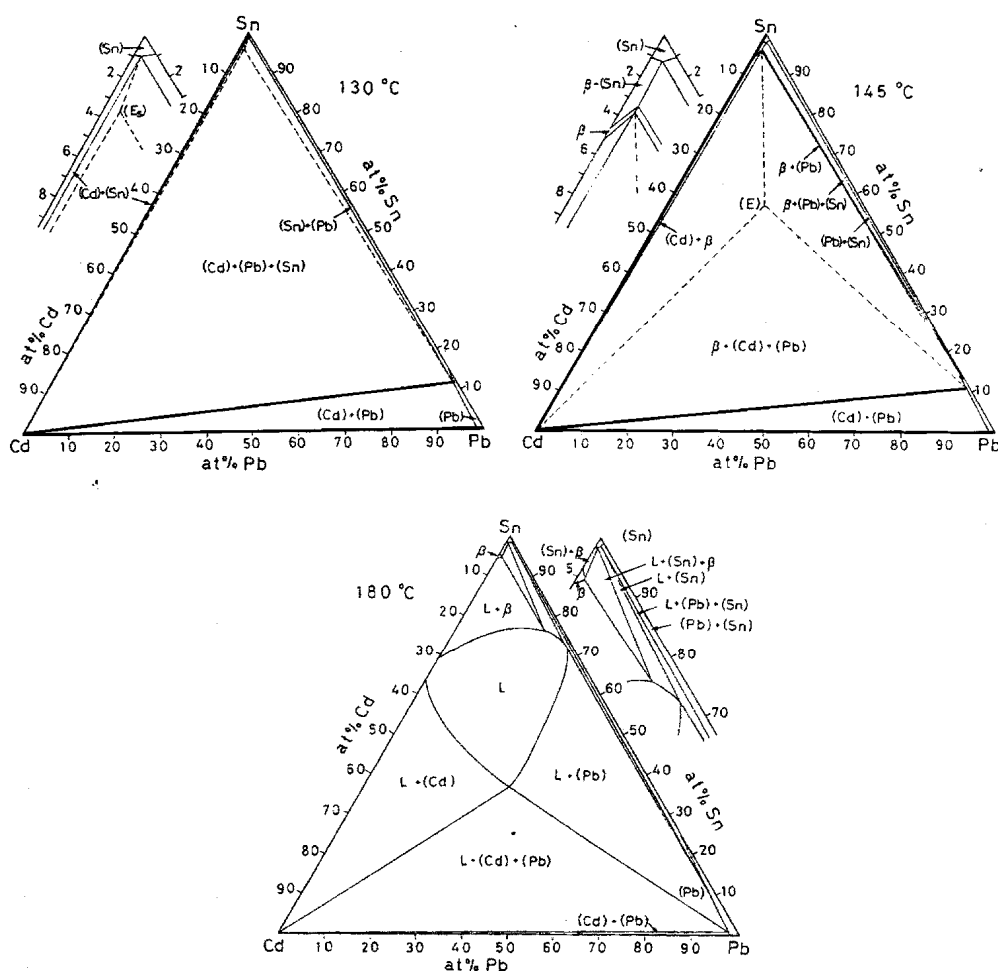 Sn
130 °C
(Sn)
2
2
4
(E₂)
6
8
(Cd)+(Sn)
10
20
30
40
50
60
70
80
90
at% Cd
90
80
70
60
50
40
30
20
10
at% Sn
(Sn)+(Pb)
(Cd)+(Pb)+(Sn)
(Cd)+(Pb)
(Pb)
Cd
10
20
30
40
50
60
70
80
90
Pb
at% Pb
Sn
145 °C
(Sn)
2
2
β+(Sn)
4
β
6
8
10
20
30
40
50
60
70
80
90
at% Cd
90
80
70
60
50
40
30
20
10
at% Sn
β+(Pb)
β+(Pb)+(Sn)
(Pb)+(Sn)
(E)
(Cd)+β
β+(Cd)+(Pb)
(Cd)+(Pb)
Cd
10
20
30
40
50
60
70
80
90
Pb
at% Pb
Sn
180 °C
β
10
20
30
40
50
60
70
80
90
at% Cd
(Sn)+β
5
β
(Sn)
L+(Sn)+β
L+(Sn)
L+(Pb)+(Sn)
(Pb)+(Sn)
90
80
70
90
80
70
60
50
40
30
20
10
at% Sn
L+β
L
L+(Cd)
L+(Pb)
L+(Cd)+(Pb)
(Pb)
(Cd)+(Pb)
Cd
10
20
30
40
50
60
70
80
90
Pb
at% Pb